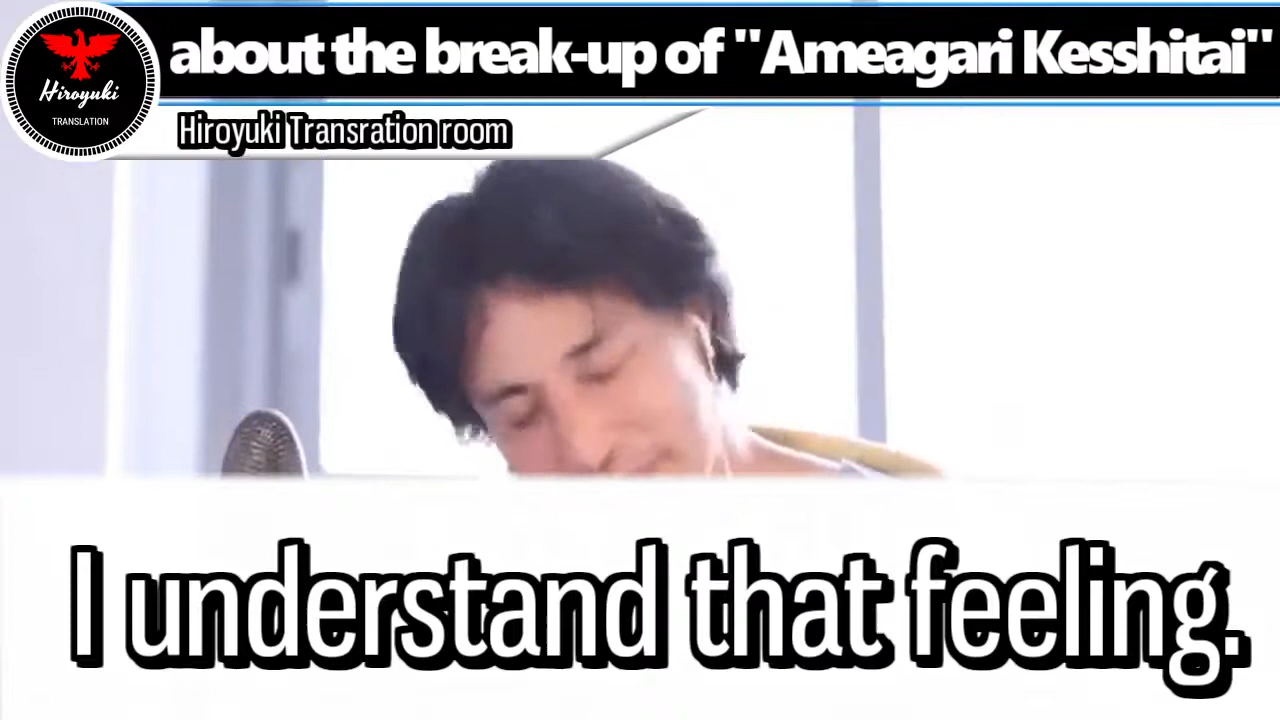 about the break-up of "Ameagari Kesshitai"
Hiroyuki
TRANSLATION
Hiroyuki Transration room
I understand that feeling.